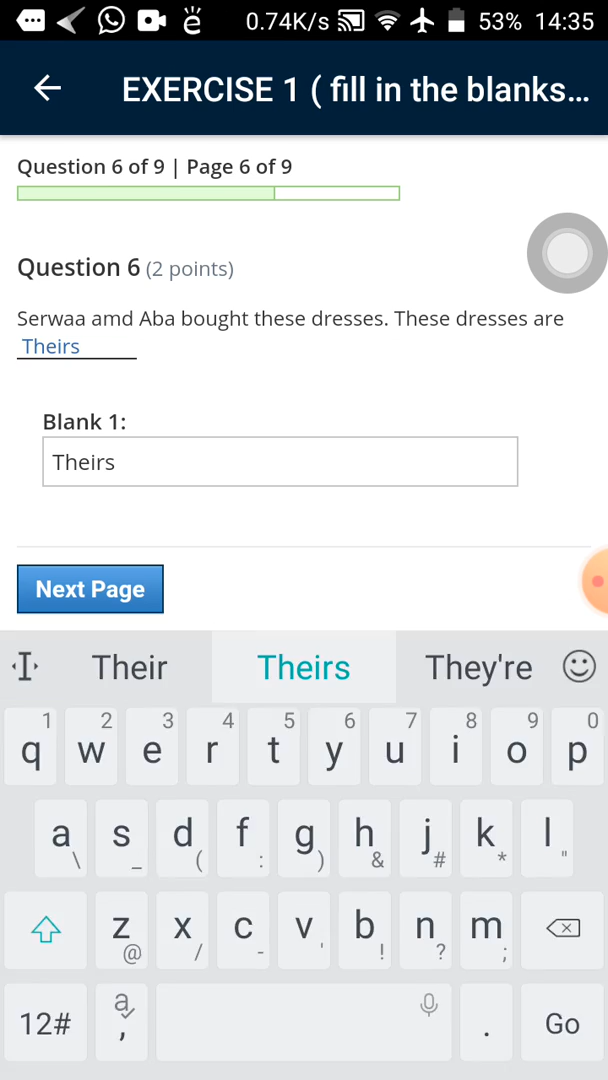 0.74K/s 53% 14:35
EXERCISE 1 ( fill in the blanks...
Question 6 of 9 | Page 6 of 9
Question 6 (2 points)
Serwaa amd Aba bought these dresses. These dresses are
Theirs
Blank 1:
Theirs
Next Page
Their Theirs They're
1 2 3 4 5 6 7 8 9 0
q w e r t y u i o p
a s d f g h j k l
\ _ ( : ) & # * "
z x c v b n m
@ / - ' ! ? ;
12# a , . Go